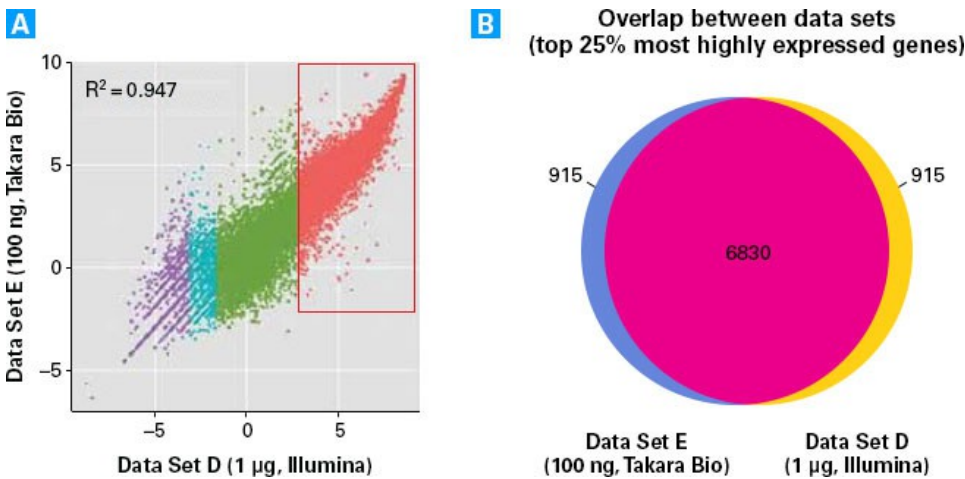 A
R² = 0.947
10
5
0
−5
−5
0
5
Data Set E (100 ng, Takara Bio)
Data Set D (1 µg, Illumina)
B
Overlap between data sets
(top 25% most highly expressed genes)
915
915
6830
Data Set E
(100 ng, Takara Bio)
Data Set D
(1 µg, Illumina)